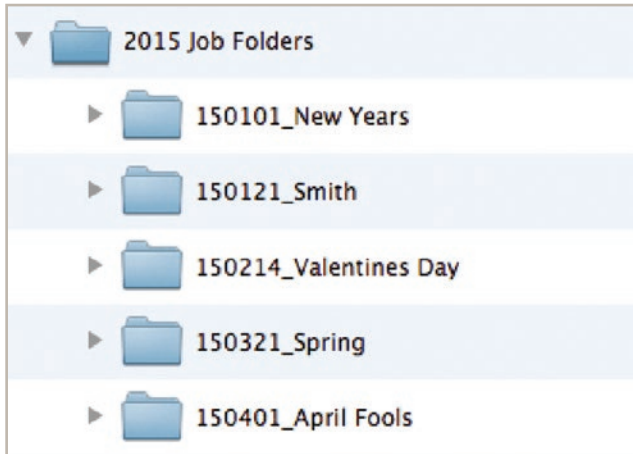 2015 Job Folders
150101_New Years
150121_Smith
150214_Valentines Day
150321_Spring
150401_April Fools